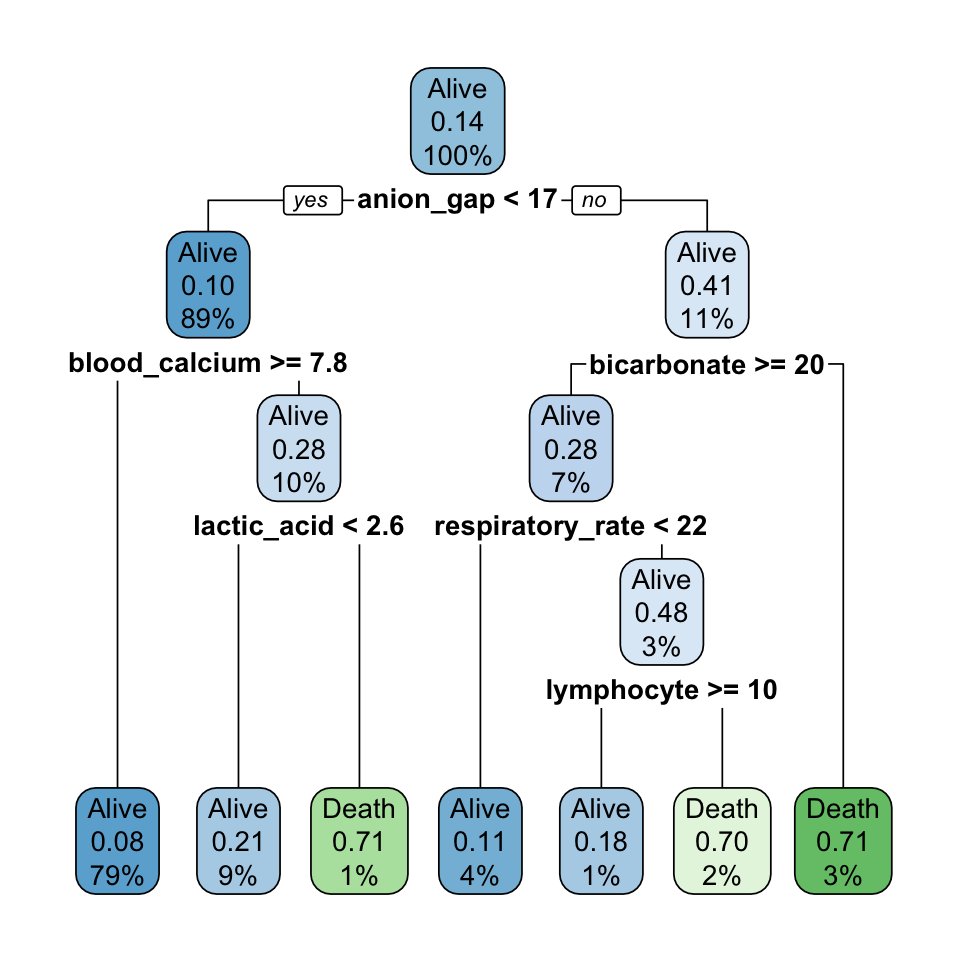 Alive
0.14
100%
yes anion_gap < 17 no
Alive
0.10
89%
Alive
0.41
11%
blood_calcium >= 7.8
bicarbonate >= 20
Alive
0.28
10%
Alive
0.28
7%
lactic_acid < 2.6
respiratory_rate < 22
Alive
0.48
3%
lymphocyte >= 10
Alive
0.08
79%
Alive
0.21
9%
Death
0.71
1%
Alive
0.11
4%
Alive
0.18
1%
Death
0.70
2%
Death
0.71
3%